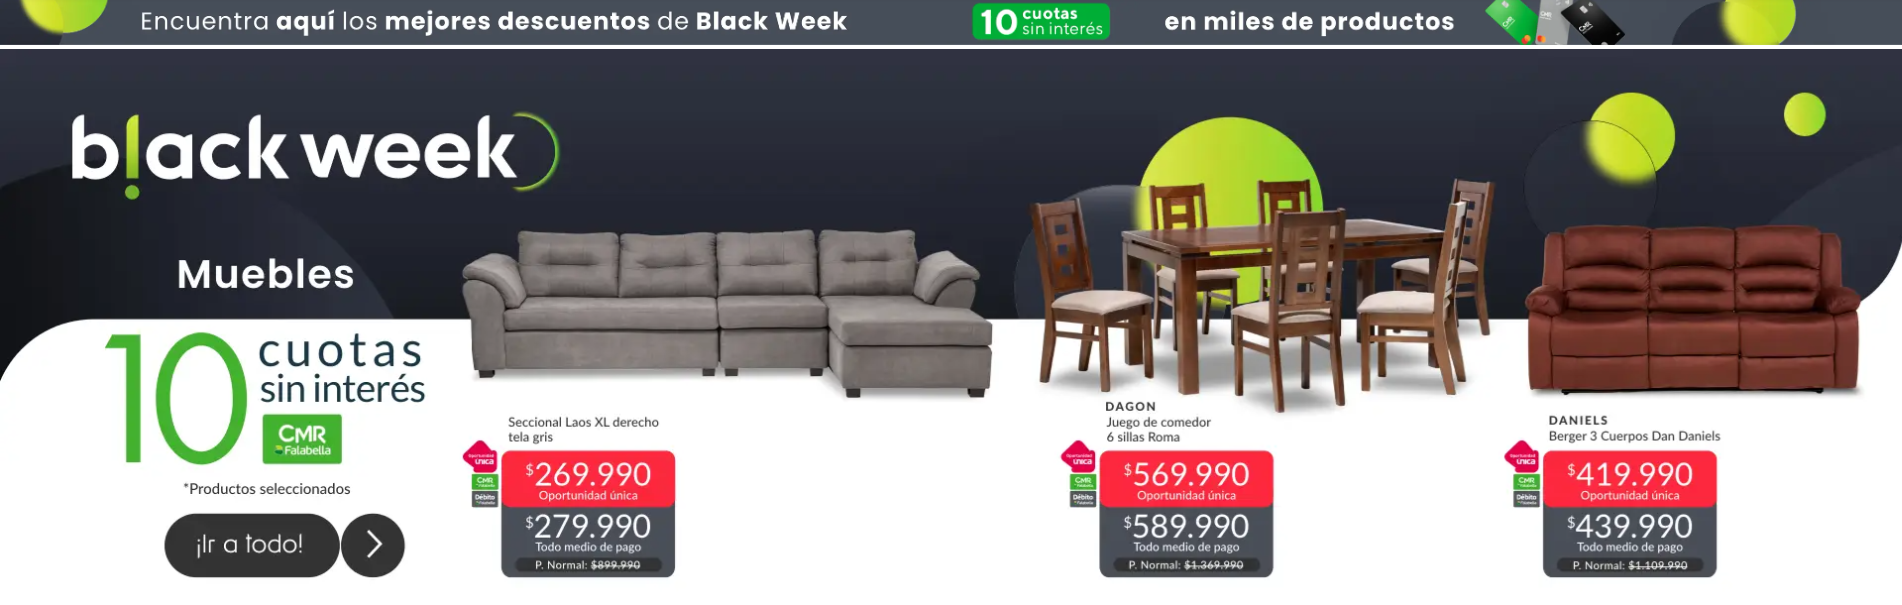 Encuentra aquí los mejores descuentos de Black Week
10 cuotas
sin interés
en miles de productos
black week
Muebles
10 cuotas
sin interés
CMR
Falabella
*Productos seleccionados
¡Ir a todo!
Seccional Laos XL derecho
tela gris
Oportunidad
única
CMR
Débito
$269.990
Oportunidad única
$279.990
Todo medio de pago
P. Normal: $899.990
DAGON
Juego de comedor
6 sillas Roma
Oportunidad
única
CMR
Débito
$569.990
Oportunidad única
$589.990
Todo medio de pago
P. Normal: $1.369.990
DANIELS
Berger 3 Cuerpos Dan Daniels
Oportunidad
única
CMR
Débito
$419.990
Oportunidad única
$439.990
Todo medio de pago
P. Normal: $1.109.990